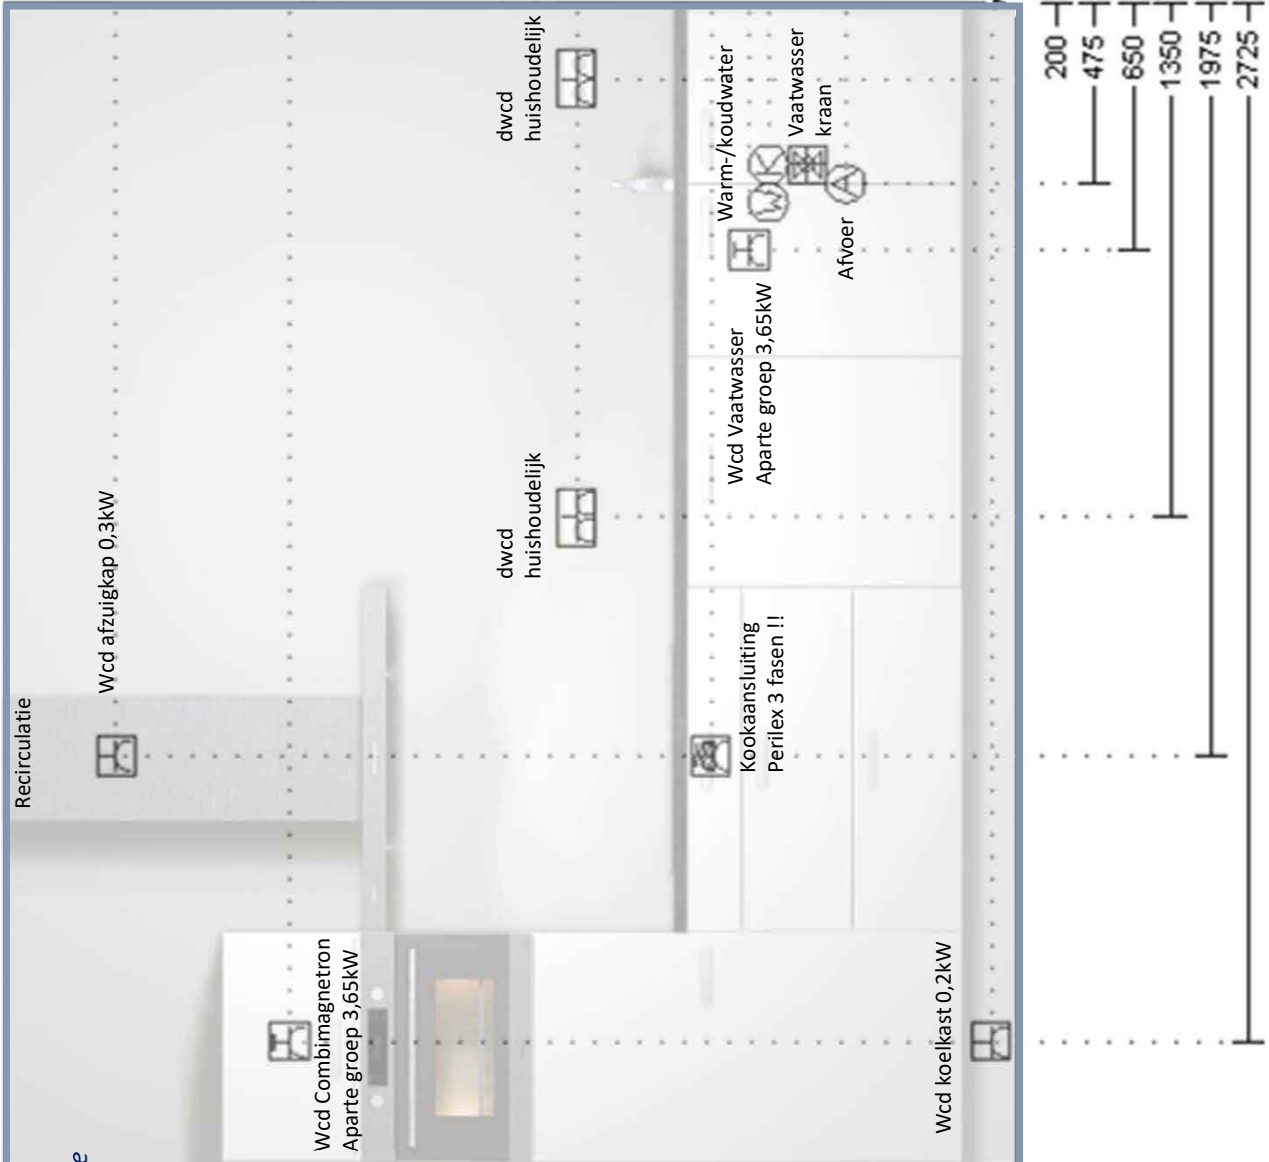 Recirculatie
e
Wcd afzuigkap 0,3kW
Wcd Combimagnetron
Aparte groep 3,65kW
dwcd
huishoudelijk
dwcd
huishoudelijk
Warm-/koudwater
Wcd Vaatwasser
Aparte groep 3,65kW
Kookaansluiting
Perilex 3 fasen !!
W K
Vaatwasser
kraan
A
Afvoer
Wcd koelkast 0,2kW
200
475
650
1350
1975
2725